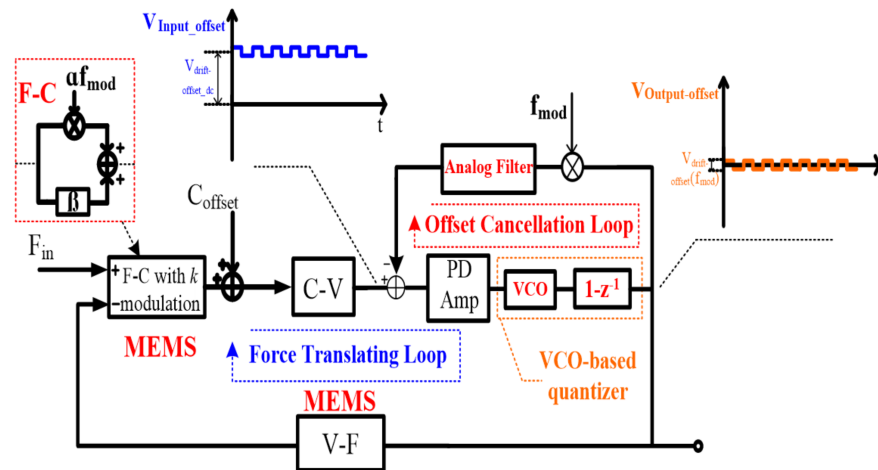 V Input_offset
V drift-
offset_dc
t
F-C
αf mod
+
+
ß
V Output-offset
V drift-
offset(f mod)
f mod
Analog Filter
Offset Cancellation Loop
C offset
F in
+
−
F-C with k
modulation
MEMS
+
+
C-V
−
+
PD
Amp
VCO
1-z⁻¹
Force Translating Loop
VCO-based
quantizer
MEMS
V-F